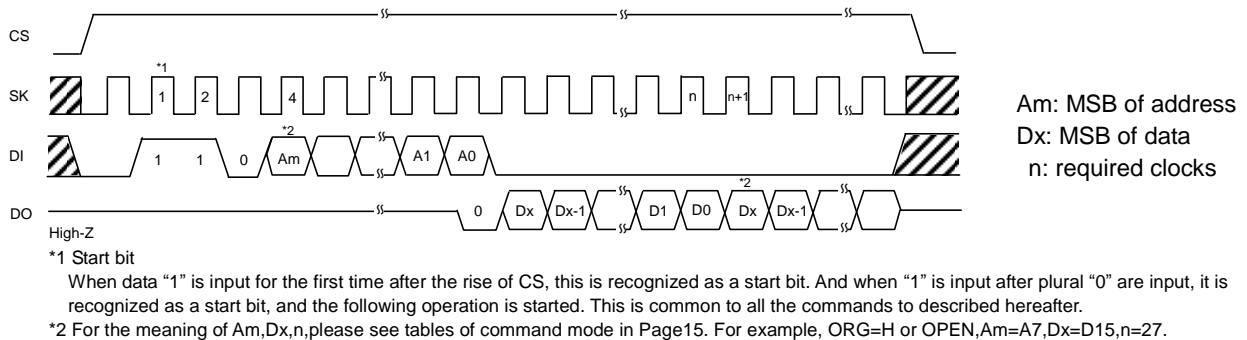 CS
*1
SK 1 2 4 n n+1
*2
DI 1 1 0 Am A1 A0
*2
DO 0 Dx Dx-1 D1 D0 Dx Dx-1
High-Z
Am: MSB of address
Dx: MSB of data
n: required clocks
*1 Start bit
When data “1” is input for the first time after the rise of CS, this is recognized as a start bit. And when “1” is input after plural “0” are input, it is
recognized as a start bit, and the following operation is started. This is common to all the commands to described hereafter.
*2 For the meaning of Am,Dx,n,please see tables of command mode in Page15. For example, ORG=H or OPEN,Am=A7,Dx=D15,n=27.